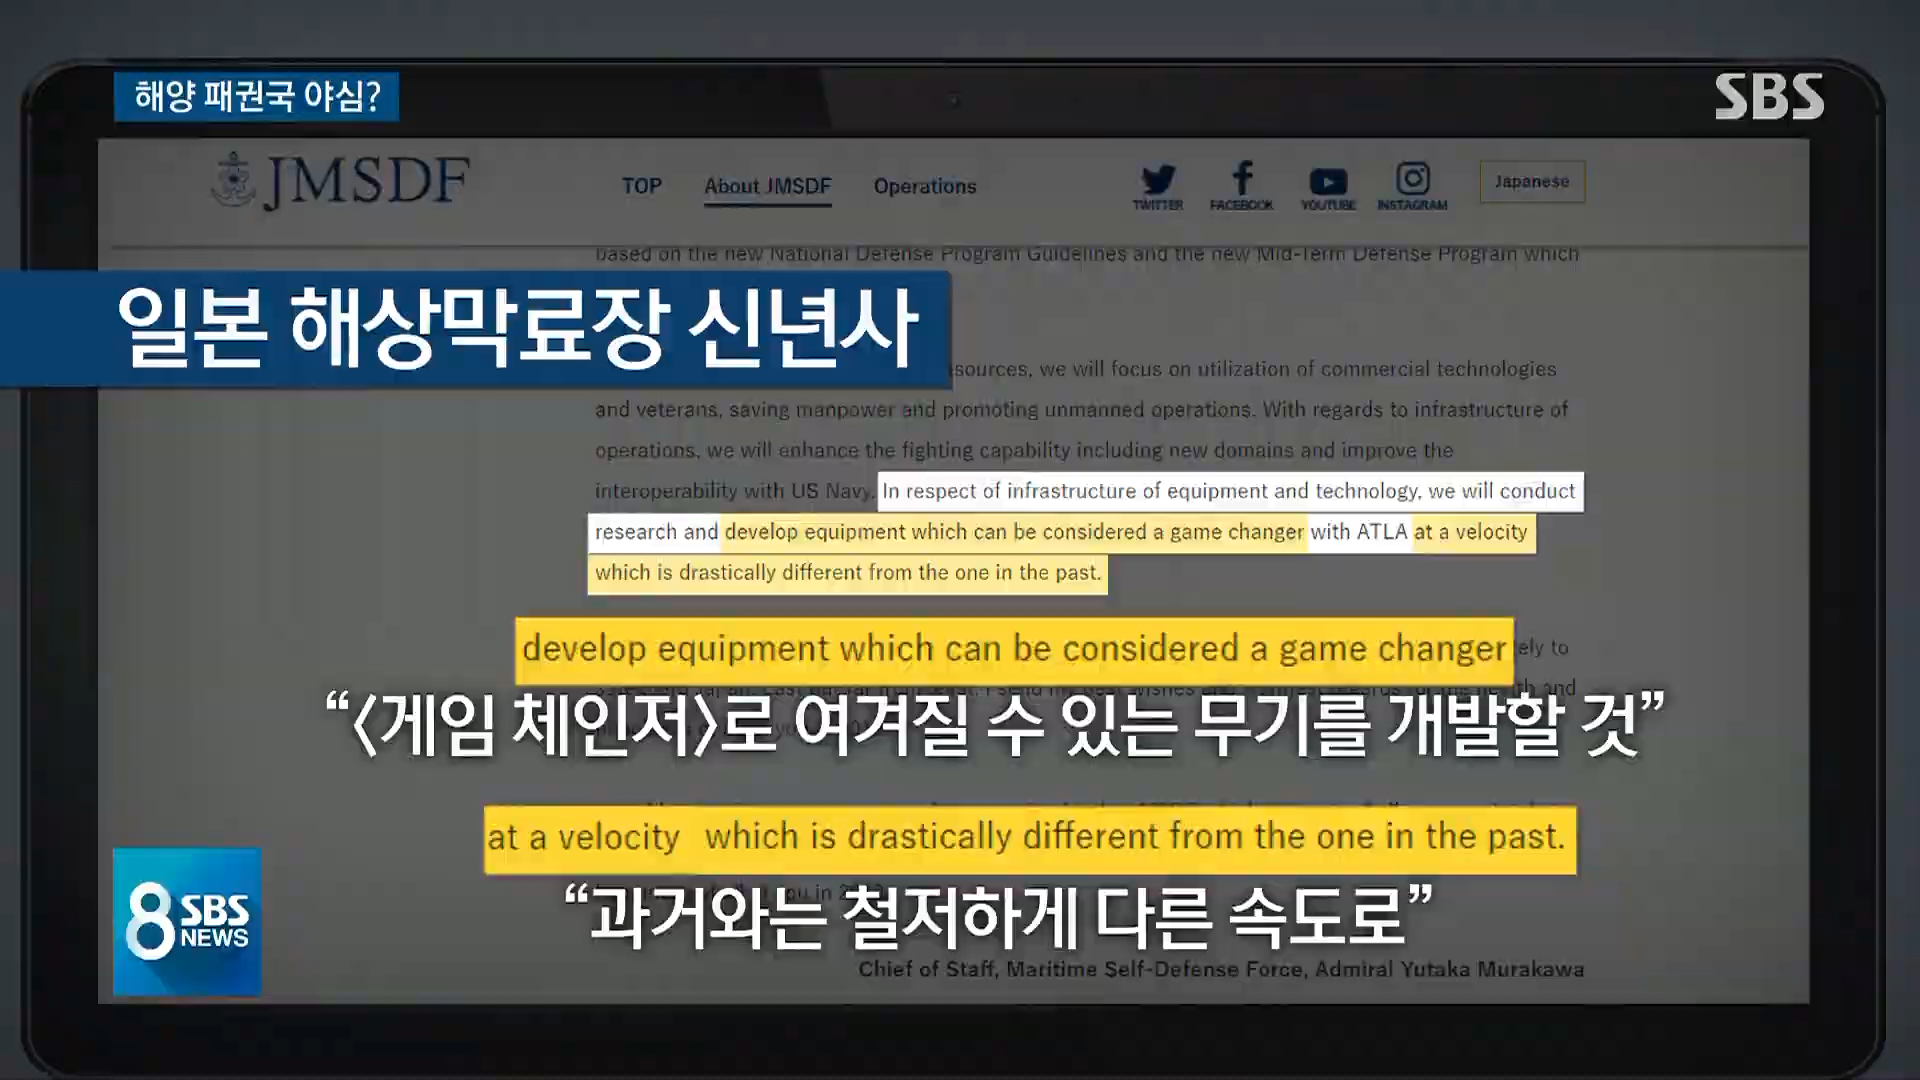 해양 패권국 야심?
SBS
JMSDF
TOP About JMSDF Operations
TWITTER FACEBOOK YOUTUBE INSTAGRAM
Japanese
based on the new National Defense Program Guidelines and the new Mid-Term Defense Program which
일본 해상막료장 신년사
we will focus on utilization of commercial technologies
and veterans, saving manpower and promoting unmanned operations. With regards to infrastructure of
operations, we will enhance the fighting capability including new domains and improve the
interoperability with US Navy. In respect of infrastructure of equipment and technology, we will conduct
research and develop equipment which can be considered a game changer with ATLA at a velocity
which is drastically different from the one in the past.
develop equipment which can be considered a game changer
to
“<게임 체인저>로 여겨질 수 있는 무기를 개발할 것”
at a velocity which is drastically different from the one in the past.
“과거와는 철저하게 다른 속도로”
Chief of Staff, Maritime Self-Defense Force, Admiral Yutaka Murakawa
8 SBS
NEWS